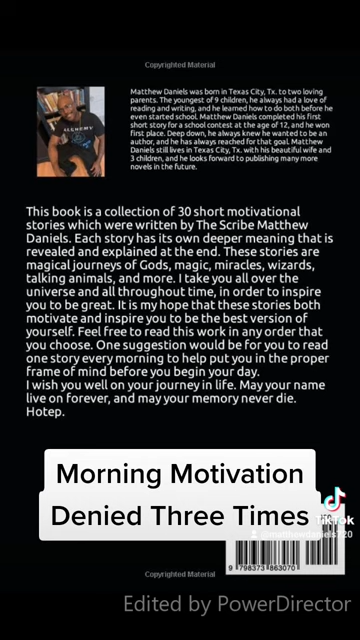 Copyrighted Material
Matthew Daniels was born in Texas City, Tx. to two loving
parents. The youngest of 9 children, he always had a love of
reading and writing, and he learned how to do both before he
even started school. Matthew Daniels completed his first
short story for a school contest at the age of 12, and he won
first place. Deep down, he always knew he wanted to be an
author, and he has always reached for that goal. Matthew
Daniels still lives in Texas City, Tx. with his beautiful wife and
3 children, and he looks forward to publishing many more
novels in the future.
ALCHEMY
This book is a collection of 30 short motivational
stories which were written by The Scribe Matthew
Daniels. Each story has its own deeper meaning that is
revealed and explained at the end. These stories are
magical journeys of Gods, magic, miracles, wizards,
talking animals, and more. I take you all over the
universe and all throughout time, in order to inspire
you to be great. It is my hope that these stories both
motivate and inspire you to be the best version of
yourself. Feel free to read this work in any order that
you choose. One suggestion would be for you to read
one story every morning to help put you in the proper
frame of mind before you begin your day.
I wish you well on your journey in life. May your name
live on forever, and may your memory never die.
Hotep.
Morning Motivation
Denied Three Times
TikTok
9 798373 863070
Copyrighted Material
Edited by PowerDirector